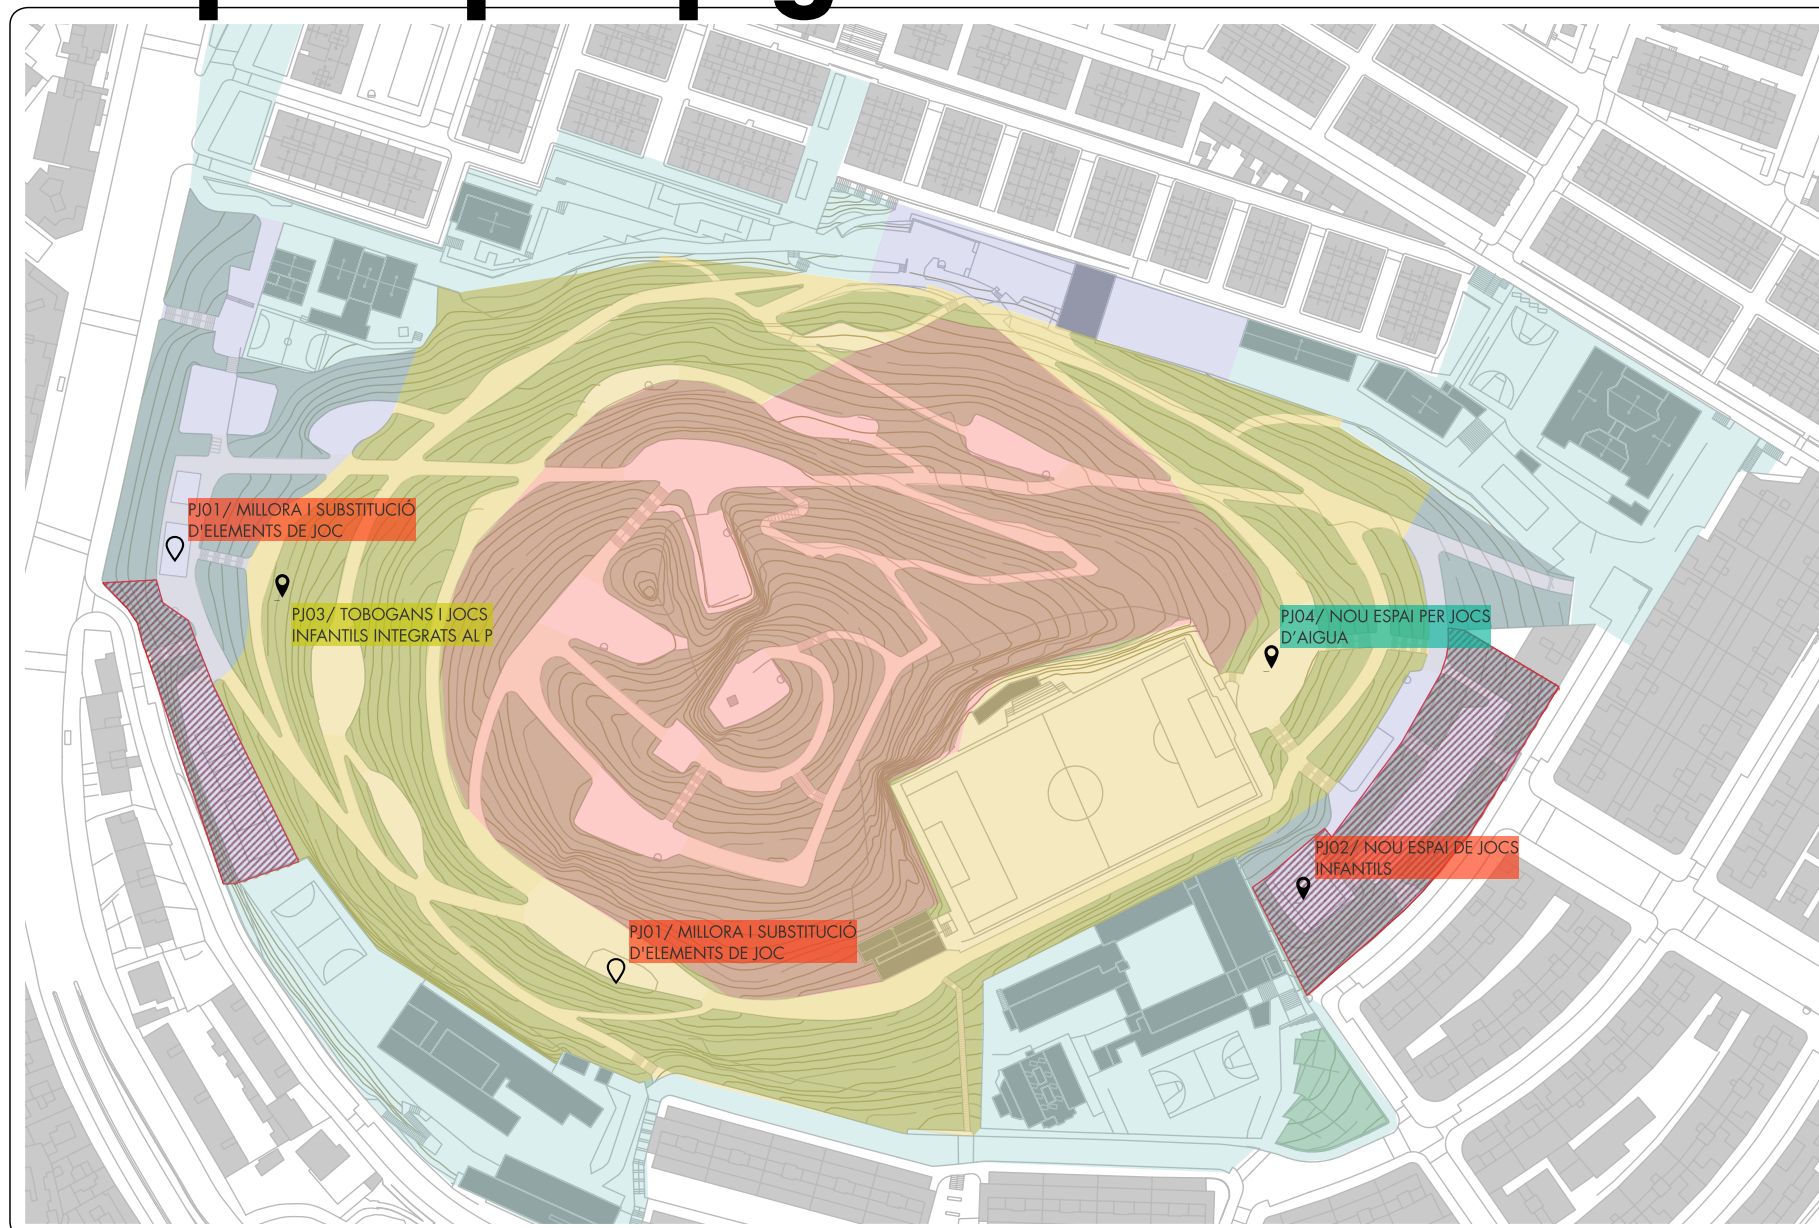 PJ01/ MILLORA I SUBSTITUCIÓ
D'ELEMENTS DE JOC
PJ03/ TOBOGANS I JOCS
INFANTILS INTEGRATS AL P
PJ04/ NOU ESPAI PER JOCS
D’AIGUA
PJ02/ NOU ESPAI DE JOCS
INFANTILS
PJ01/ MILLORA I SUBSTITUCIÓ
D'ELEMENTS DE JOC